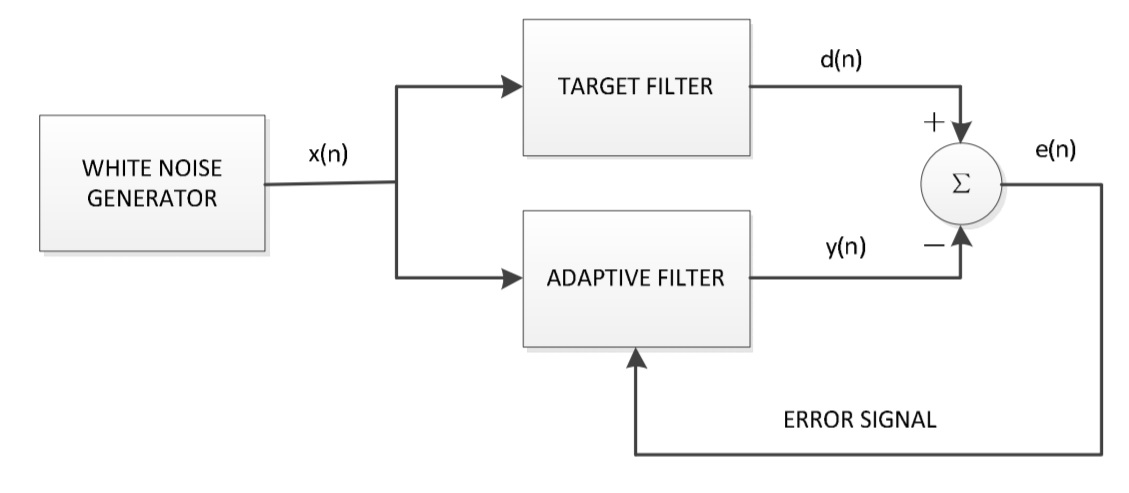 WHITE NOISE
GENERATOR
x(n)
TARGET FILTER
d(n)
+
Σ
e(n)
ADAPTIVE FILTER
y(n)
−
ERROR SIGNAL